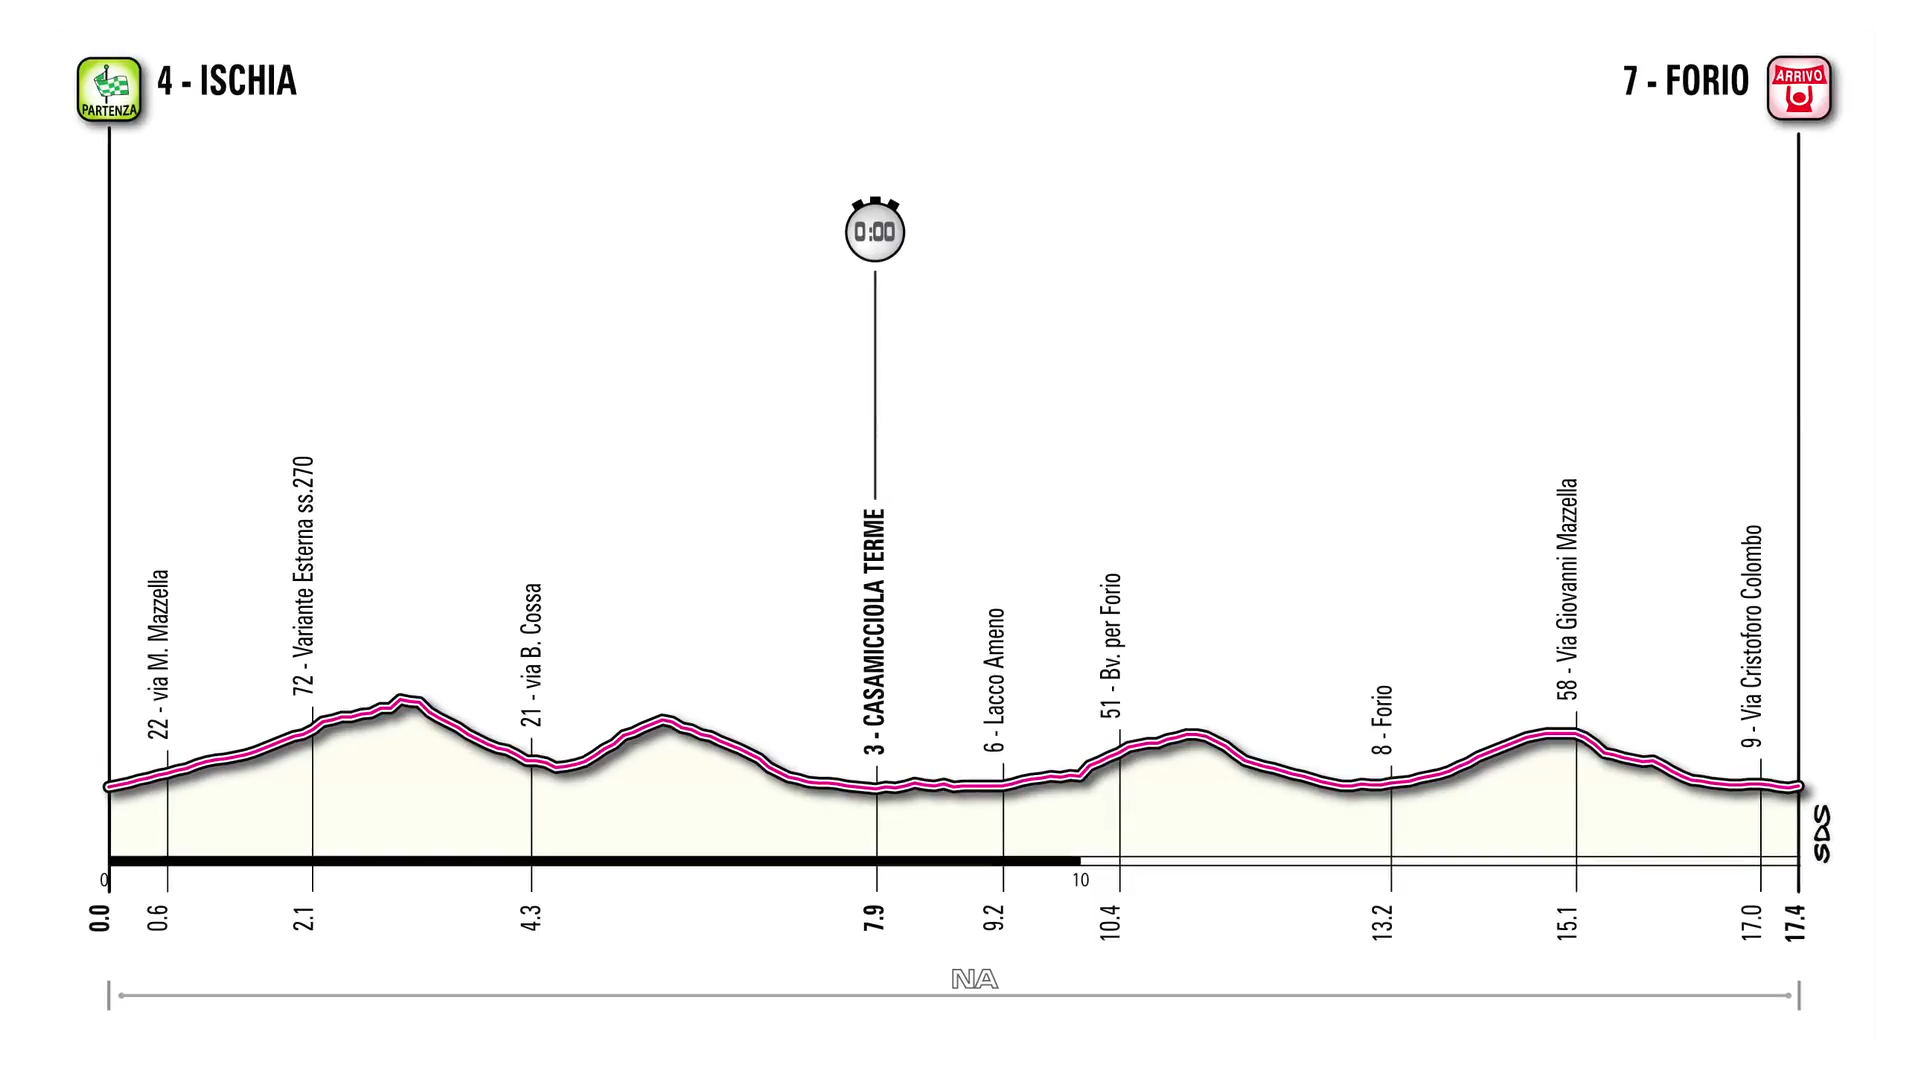 PARTENZA
4 - ISCHIA
7 - FORIO
ARRIVO
0:00
22 - via M. Mazzella
72 - Variante Esterna ss.270
21 - via B. Cossa
3 - CASAMICCIOLA TERME
6 - Lacco Ameno
51 - Bv. per Forio
8 - Forio
58 - Via Giovanni Mazzella
9 - Via Cristoforo Colombo
SDS
0
10
0.0
0.6
2.1
4.3
7.9
9.2
10.4
13.2
15.1
17.0
17.4
NA